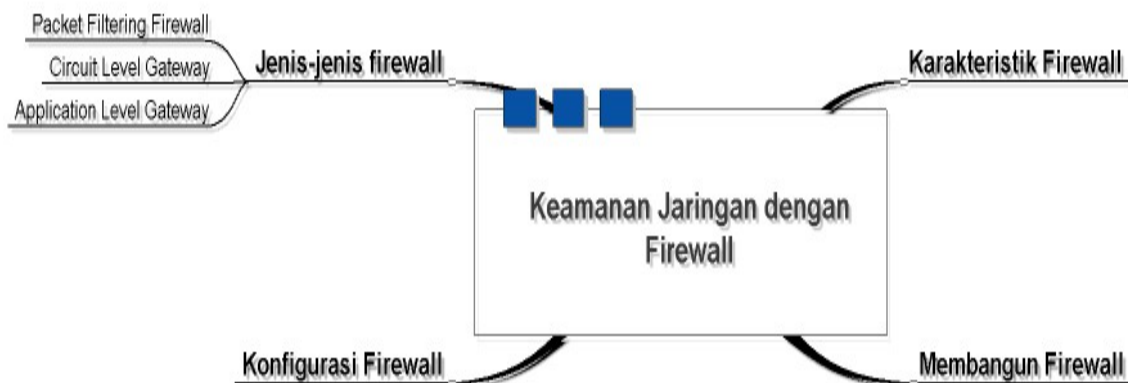 Packet Filtering Firewall
Circuit Level Gateway
Application Level Gateway
Jenis-jenis firewall
Karakteristik Firewall
Keamanan Jaringan dengan
Firewall
Konfigurasi Firewall
Membangun Firewall